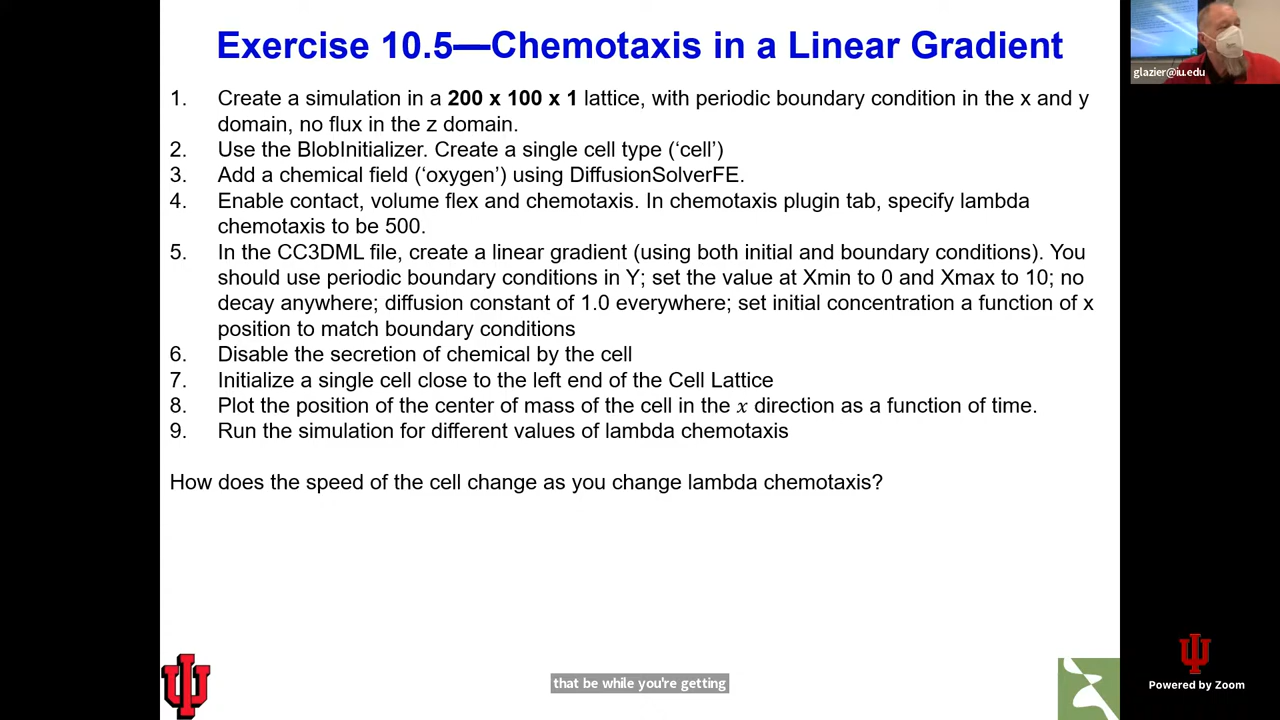 Exercise 10.5—Chemotaxis in a Linear Gradient
glazier@iu.edu
1. Create a simulation in a 200 x 100 x 1 lattice, with periodic boundary condition in the x and y
domain, no flux in the z domain.
2. Use the BlobInitializer. Create a single cell type (‘cell’)
3. Add a chemical field (‘oxygen’) using DiffusionSolverFE.
4. Enable contact, volume flex and chemotaxis. In chemotaxis plugin tab, specify lambda
chemotaxis to be 500.
5. In the CC3DML file, create a linear gradient (using both initial and boundary conditions). You
should use periodic boundary conditions in Y; set the value at Xmin to 0 and Xmax to 10; no
decay anywhere; diffusion constant of 1.0 everywhere; set initial concentration a function of x
position to match boundary conditions
6. Disable the secretion of chemical by the cell
7. Initialize a single cell close to the left end of the Cell Lattice
8. Plot the position of the center of mass of the cell in the x direction as a function of time.
9. Run the simulation for different values of lambda chemotaxis
How does the speed of the cell change as you change lambda chemotaxis?
that be while you're getting
Powered by Zoom